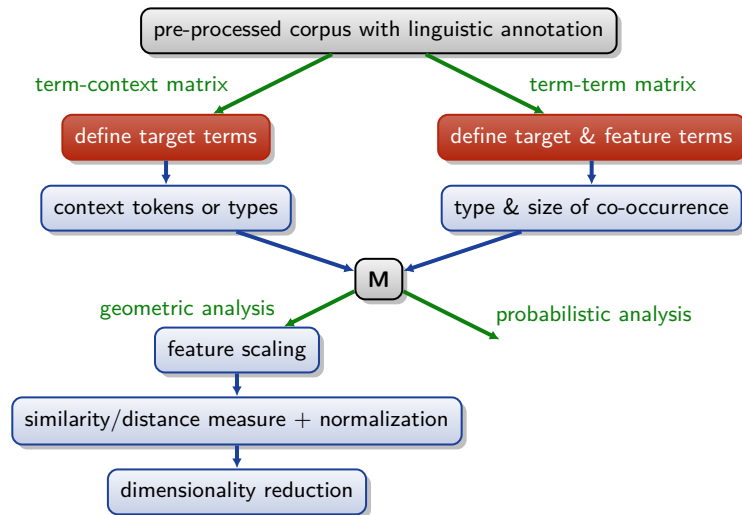 pre-processed corpus with linguistic annotation
term-context matrix
term-term matrix
define target terms
define target & feature terms
context tokens or types
type & size of co-occurrence
M
geometric analysis
probabilistic analysis
feature scaling
similarity/distance measure + normalization
dimensionality reduction